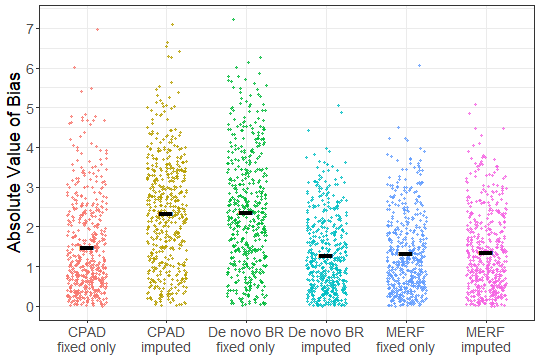 Absolute Value of Bias
7
6
5
4
3
2
1
0
CPAD
fixed only
CPAD
imputed
De novo BR
fixed only
De novo BR
imputed
MERF
fixed only
MERF
imputed